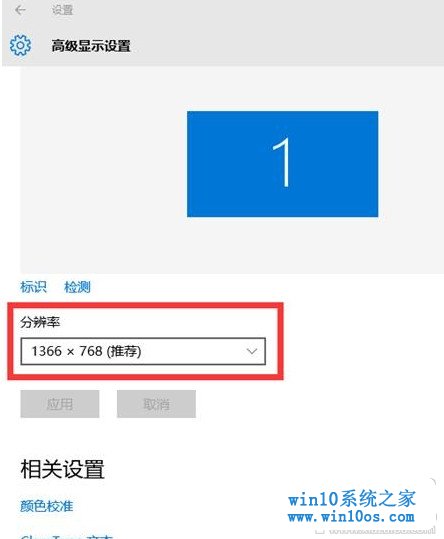 设置
高级显示设置
1
标识 检测
分辨率
1366 × 768 (推荐)
应用 取消
相关设置
颜色校准
win10系统之家
www.win10os.com